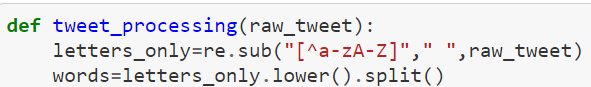 def tweet_processing(raw_tweet):
    letters_only=re.sub("[^a-zA-Z]"," ",raw_tweet)
    words=letters_only.lower().split()